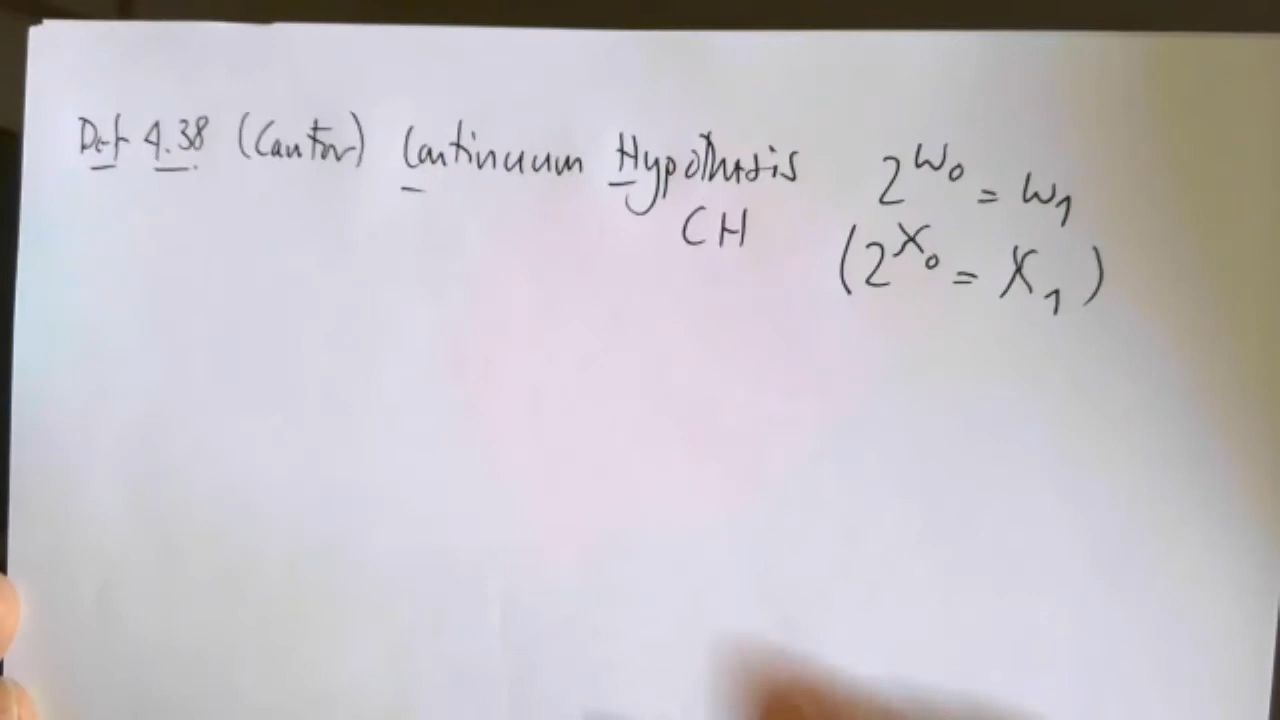 Def 4.38 (Cantor) Continuum Hypothesis 2^ω₀ = ω₁
CH (2^ℵ₀ = ℵ₁)